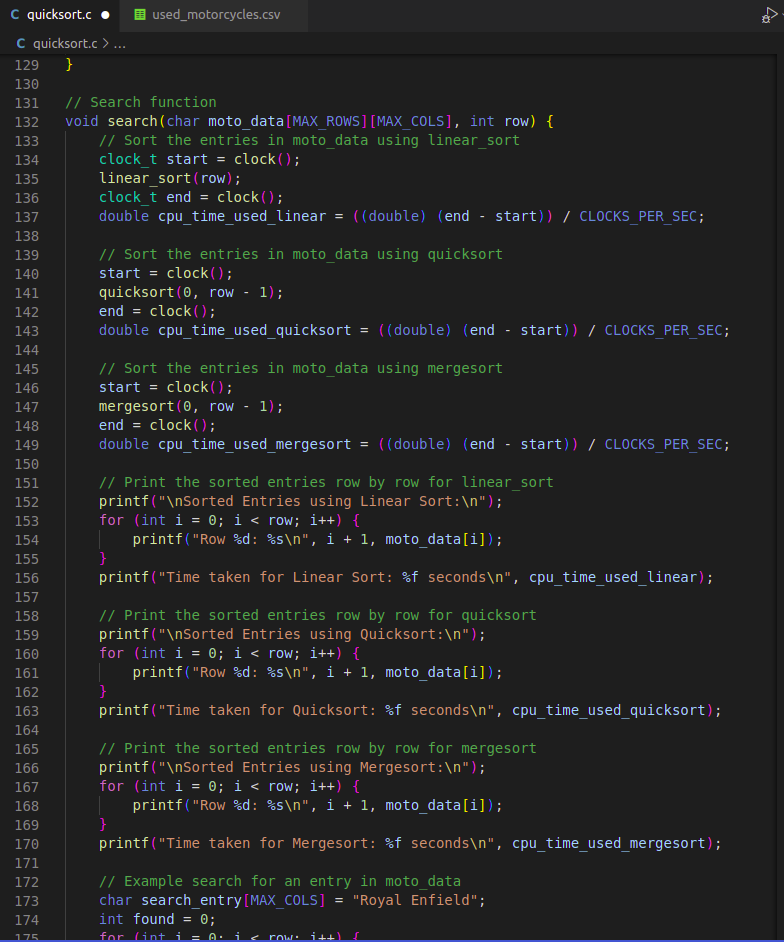 C quicksort.c ● used_motorcycles.csv
C quicksort.c > ...
129 }
130
131 // Search function
132 void search(char moto_data[MAX_ROWS][MAX_COLS], int row) {
133     // Sort the entries in moto_data using linear_sort
134     clock_t start = clock();
135     linear_sort(row);
136     clock_t end = clock();
137     double cpu_time_used_linear = ((double) (end - start)) / CLOCKS_PER_SEC;
138
139     // Sort the entries in moto_data using quicksort
140     start = clock();
141     quicksort(0, row - 1);
142     end = clock();
143     double cpu_time_used_quicksort = ((double) (end - start)) / CLOCKS_PER_SEC;
144
145     // Sort the entries in moto_data using mergesort
146     start = clock();
147     mergesort(0, row - 1);
148     end = clock();
149     double cpu_time_used_mergesort = ((double) (end - start)) / CLOCKS_PER_SEC;
150
151     // Print the sorted entries row by row for linear_sort
152     printf("\nSorted Entries using Linear Sort:\n");
153     for (int i = 0; i < row; i++) {
154         printf("Row %d: %s\n", i + 1, moto_data[i]);
155     }
156     printf("Time taken for Linear Sort: %f seconds\n", cpu_time_used_linear);
157
158     // Print the sorted entries row by row for quicksort
159     printf("\nSorted Entries using Quicksort:\n");
160     for (int i = 0; i < row; i++) {
161         printf("Row %d: %s\n", i + 1, moto_data[i]);
162     }
163     printf("Time taken for Quicksort: %f seconds\n", cpu_time_used_quicksort);
164
165     // Print the sorted entries row by row for mergesort
166     printf("\nSorted Entries using Mergesort:\n");
167     for (int i = 0; i < row; i++) {
168         printf("Row %d: %s\n", i + 1, moto_data[i]);
169     }
170     printf("Time taken for Mergesort: %f seconds\n", cpu_time_used_mergesort);
171
172     // Example search for an entry in moto_data
173     char search_entry[MAX_COLS] = "Royal Enfield";
174     int found = 0;
175     for (int i = 0; i < row; i++) {